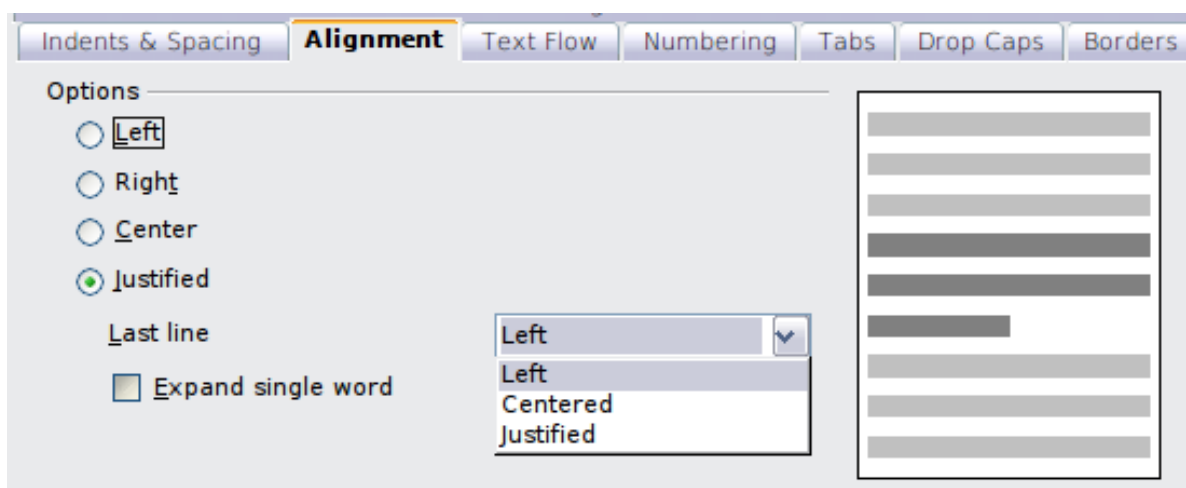 Indents & Spacing Alignment Text Flow Numbering Tabs Drop Caps Borders
Options
Left
Right
Center
Justified
Last line Left
Left
Expand single word
Centered
Justified